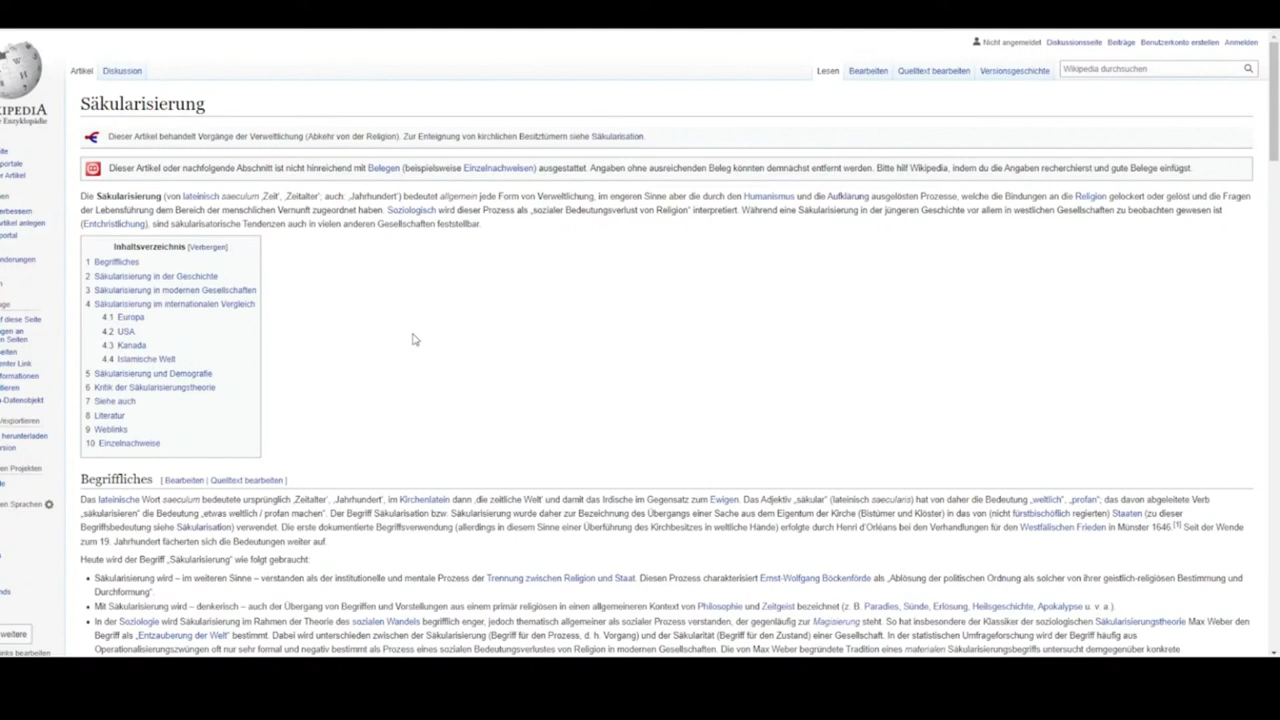 Nicht angemeldet Diskussionsseite Beiträge Benutzerkonto erstellen Anmelden
Artikel Diskussion Lesen Bearbeiten Quelltext bearbeiten Versionsgeschichte Wikipedia durchsuchen
IPEDIA
Enzyklopädie
Säkularisierung
Dieser Artikel behandelt Vorgänge der Verweltlichung (Abkehr von der Religion). Zur Enteignung von kirchlichen Besitztümern siehe Säkularisation.
Dieser Artikel oder nachfolgende Abschnitt ist nicht hinreichend mit Belegen (beispielsweise Einzelnachweisen) ausgestattet. Angaben ohne ausreichenden Beleg könnten demnächst entfernt werden. Bitte hilf Wikipedia, indem du die Angaben recherchierst und gute Belege einfügst.
Die Säkularisierung (von lateinisch saeculum ‚Zeit‘, ‚Zeitalter‘; auch: ‚Jahrhundert‘) bedeutet allgemein jede Form von Verweltlichung, im engeren Sinne aber die durch den Humanismus und die Aufklärung ausgelösten Prozesse, welche die Bindungen an die Religion gelockert oder gelöst und die Fragen
der Lebensführung dem Bereich der menschlichen Vernunft zugeordnet haben. Soziologisch wird dieser Prozess als „sozialer Bedeutungsverlust von Religion“ interpretiert. Während eine Säkularisierung in der jüngeren Geschichte vor allem in westlichen Gesellschaften zu beobachten gewesen ist
(Entchristlichung), sind säkularisatorische Tendenzen auch in vielen anderen Gesellschaften feststellbar.
Inhaltsverzeichnis [Verbergen]
1 Begriffliches
2 Säkularisierung in der Geschichte
3 Säkularisierung in modernen Gesellschaften
4 Säkularisierung im internationalen Vergleich
4.1 Europa
4.2 USA
4.3 Kanada
4.4 Islamische Welt
5 Säkularisierung und Demografie
6 Kritik der Säkularisierungstheorie
7 Siehe auch
8 Literatur
9 Weblinks
10 Einzelnachweise
Begriffliches [ Bearbeiten | Quelltext bearbeiten ]
Das lateinische Wort saeculum bedeutete ursprünglich ‚Zeitalter‘, ‚Jahrhundert‘, im Kirchenlatein dann ‚die zeitliche Welt‘ und damit das Irdische im Gegensatz zum Ewigen. Das Adjektiv „säkular“ (lateinisch saecularis) hat von daher die Bedeutung „weltlich“, „profan“; das davon abgeleitete Verb
„säkularisieren“ die Bedeutung „etwas weltlich / profan machen“. Der Begriff Säkularisation bzw. Säkularisierung wurde daher zur Bezeichnung des Übergangs einer Sache aus dem Eigentum der Kirche (Bistümer und Klöster) in das von (nicht fürstbischöflich regierten) Staaten (zu dieser
Begriffsbedeutung siehe Säkularisation) verwendet. Die erste dokumentierte Begriffsverwendung (allerdings in diesem Sinne einer Überführung des Kirchbesitzes in weltliche Hände) erfolgte durch Henri d'Orléans bei den Verhandlungen für den Westfälischen Frieden in Münster 1646.[1] Seit der Wende
zum 19. Jahrhundert fächerten sich die Bedeutungen weiter auf.
Heute wird der Begriff „Säkularisierung“ wie folgt gebraucht:
Säkularisierung wird – im weiteren Sinne – verstanden als der institutionelle und mentale Prozess der Trennung zwischen Religion und Staat. Diesen Prozess charakterisiert Ernst-Wolfgang Böckenförde als „Ablösung der politischen Ordnung als solcher von ihrer geistlich-religiösen Bestimmung und
Durchformung“.
Mit Säkularisierung wird – denkerisch – auch der Übergang von Begriffen und Vorstellungen aus einem primär religiösen in einen allgemeineren Kontext von Philosophie und Zeitgeist bezeichnet (z. B. Paradies, Sünde, Erlösung, Heilsgeschichte, Apokalypse u. v. a.).
In der Soziologie wird Säkularisierung im Rahmen der Theorie des sozialen Wandels begrifflich enger, jedoch thematisch allgemeiner als sozialer Prozess verstanden, der gegenläufig zur Magisierung steht. So hat insbesondere der Klassiker der soziologischen Säkularisierungstheorie Max Weber den
Begriff als „Entzauberung der Welt“ bestimmt. Dabei wird unterschieden zwischen der Säkularisierung (Begriff für den Prozess, d. h. Vorgang) und der Säkularität (Begriff für den Zustand) einer Gesellschaft. In der statistischen Umfrageforschung wird der Begriff häufig aus
Operationalisierungszwüngen oft nur sehr formal und negativ bestimmt als Prozess eines sozialen Bedeutungsverlustes von Religion in modernen Gesellschaften. Die von Max Weber begründete Tradition eines materialen Säkularisierungsbegriffs untersucht demgegenüber konkrete